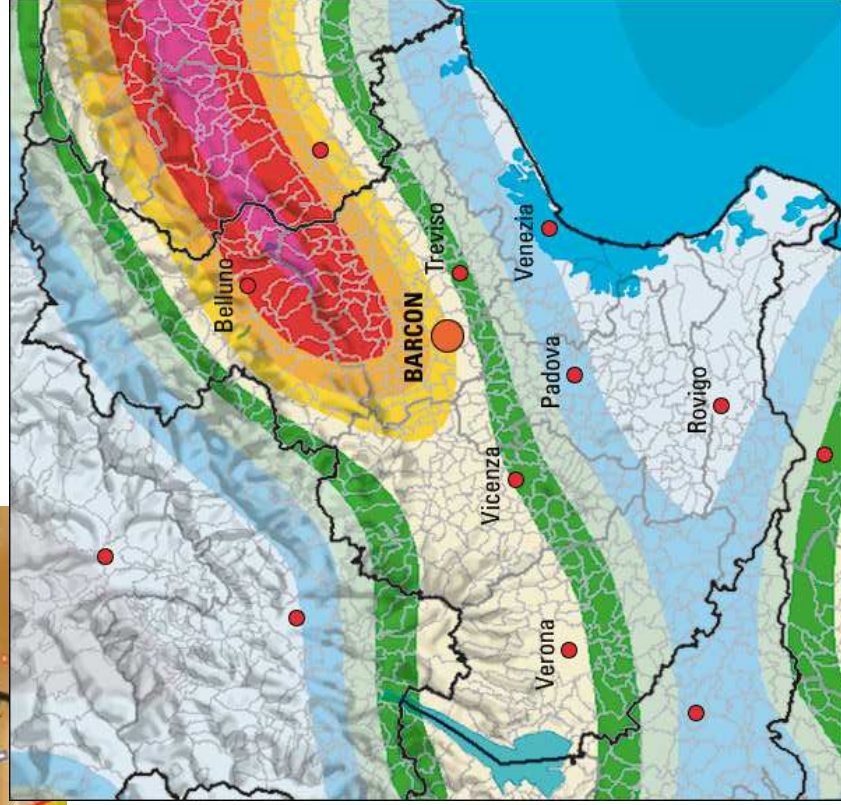 Belluno
Treviso
BARCON
Venezia
Padova
Vicenza
Rovigo
Verona